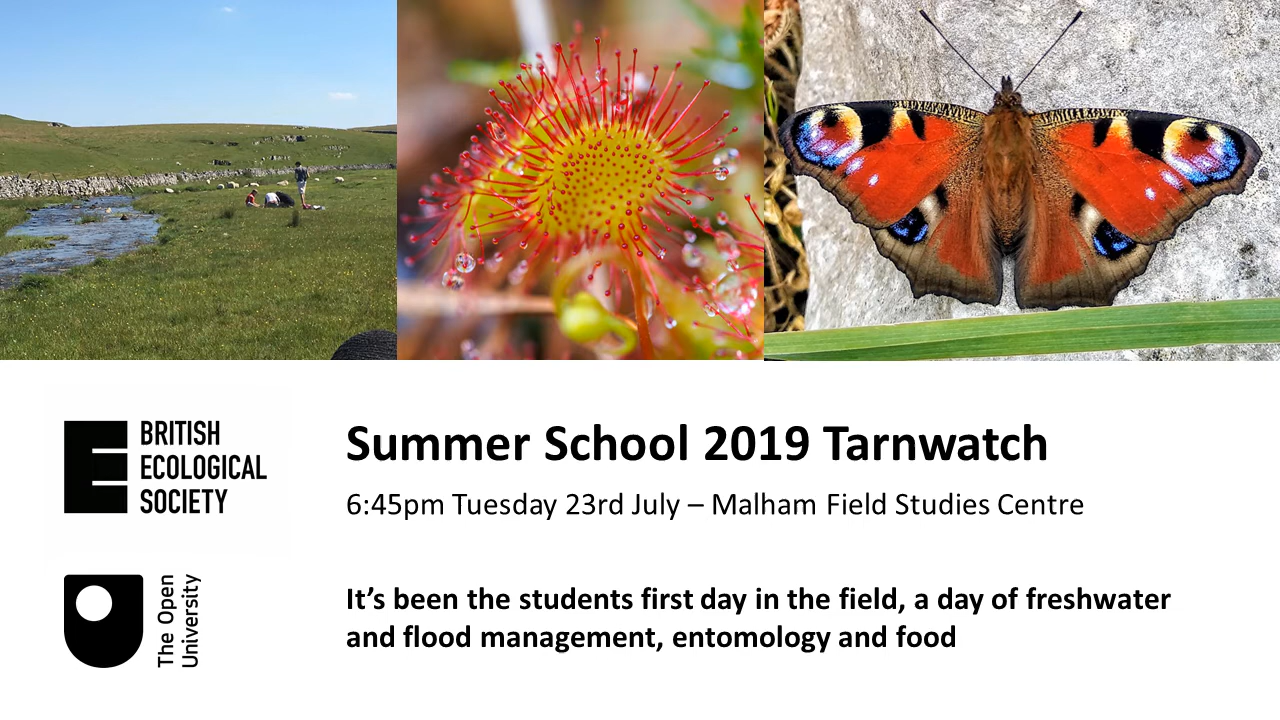 BRITISH
ECOLOGICAL
SOCIETY
Summer School 2019 Tarnwatch
6:45pm Tuesday 23rd July – Malham Field Studies Centre
The Open
University
It’s been the students first day in the field, a day of freshwater
and flood management, entomology and food